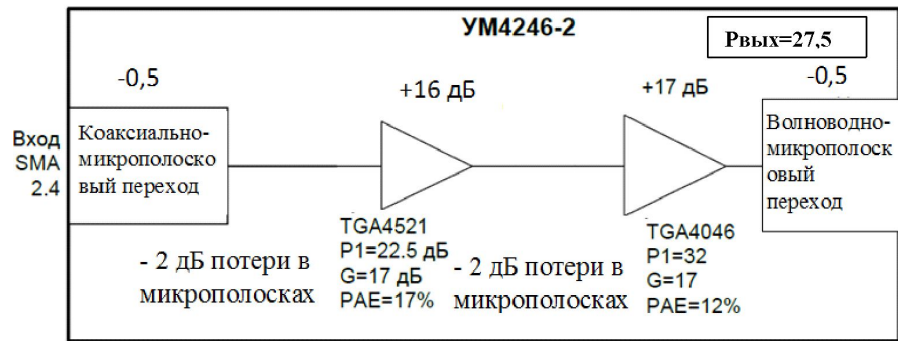 УМ4246-2
Рвых=27,5
-0,5
+16 дБ
+17 дБ
-0,5
Вход
SMA
2.4
Коаксиально-
микрополоско
вый переход
Волноводно-
микрополоск
овый
переход
- 2 дБ потери в
микрополосках
TGA4521
P1=22.5 дБ
G=17 дБ
PAE=17%
- 2 дБ потери в
микрополосках
TGA4046
P1=32
G=17
PAE=12%